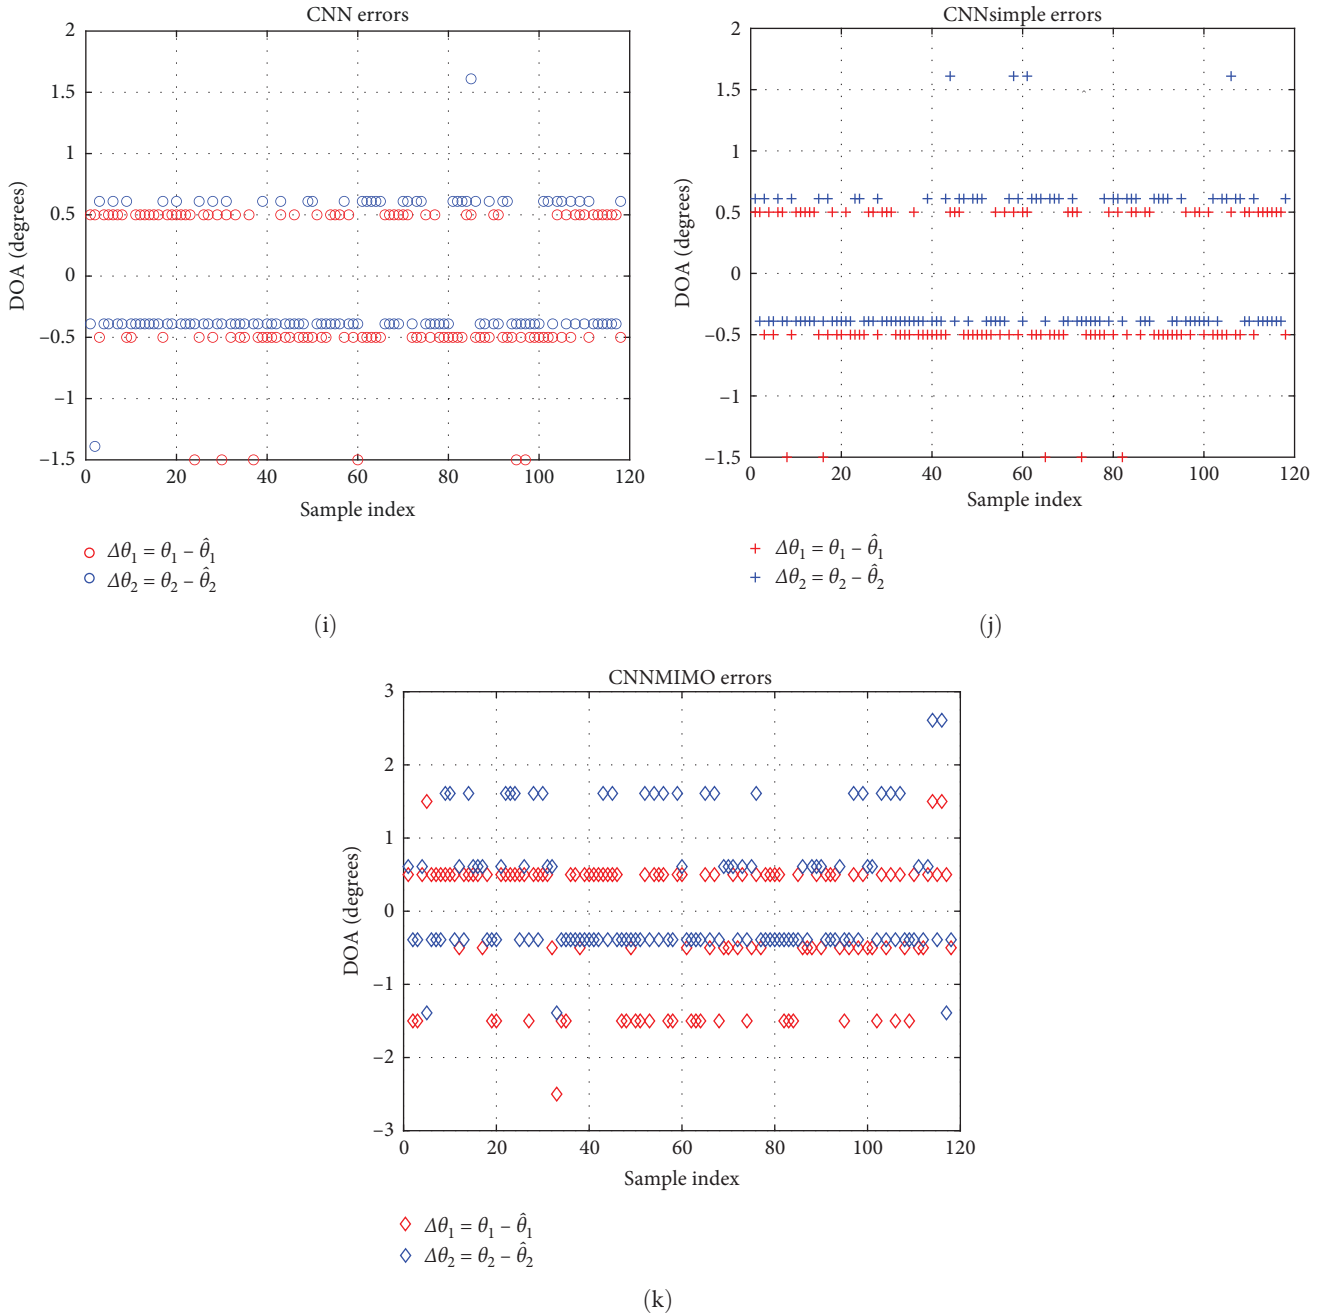 CNN errors
2
1.5
1
0.5
0
−0.5
−1
−1.5
DOA (degrees)
0 20 40 60 80 100 120
Sample index
Δθ1 = θ1 – θ̂1
Δθ2 = θ2 – θ̂2
(i)
CNNsimple errors
2
1.5
1
0.5
0
−0.5
−1
−1.5
DOA (degrees)
0 20 40 60 80 100 120
Sample index
Δθ1 = θ1 – θ̂1
Δθ2 = θ2 – θ̂2
(j)
CNNMIMO errors
3
2
1
0
−1
−2
−3
DOA (degrees)
0 20 40 60 80 100 120
Sample index
Δθ1 = θ1 – θ̂1
Δθ2 = θ2 – θ̂2
(k)